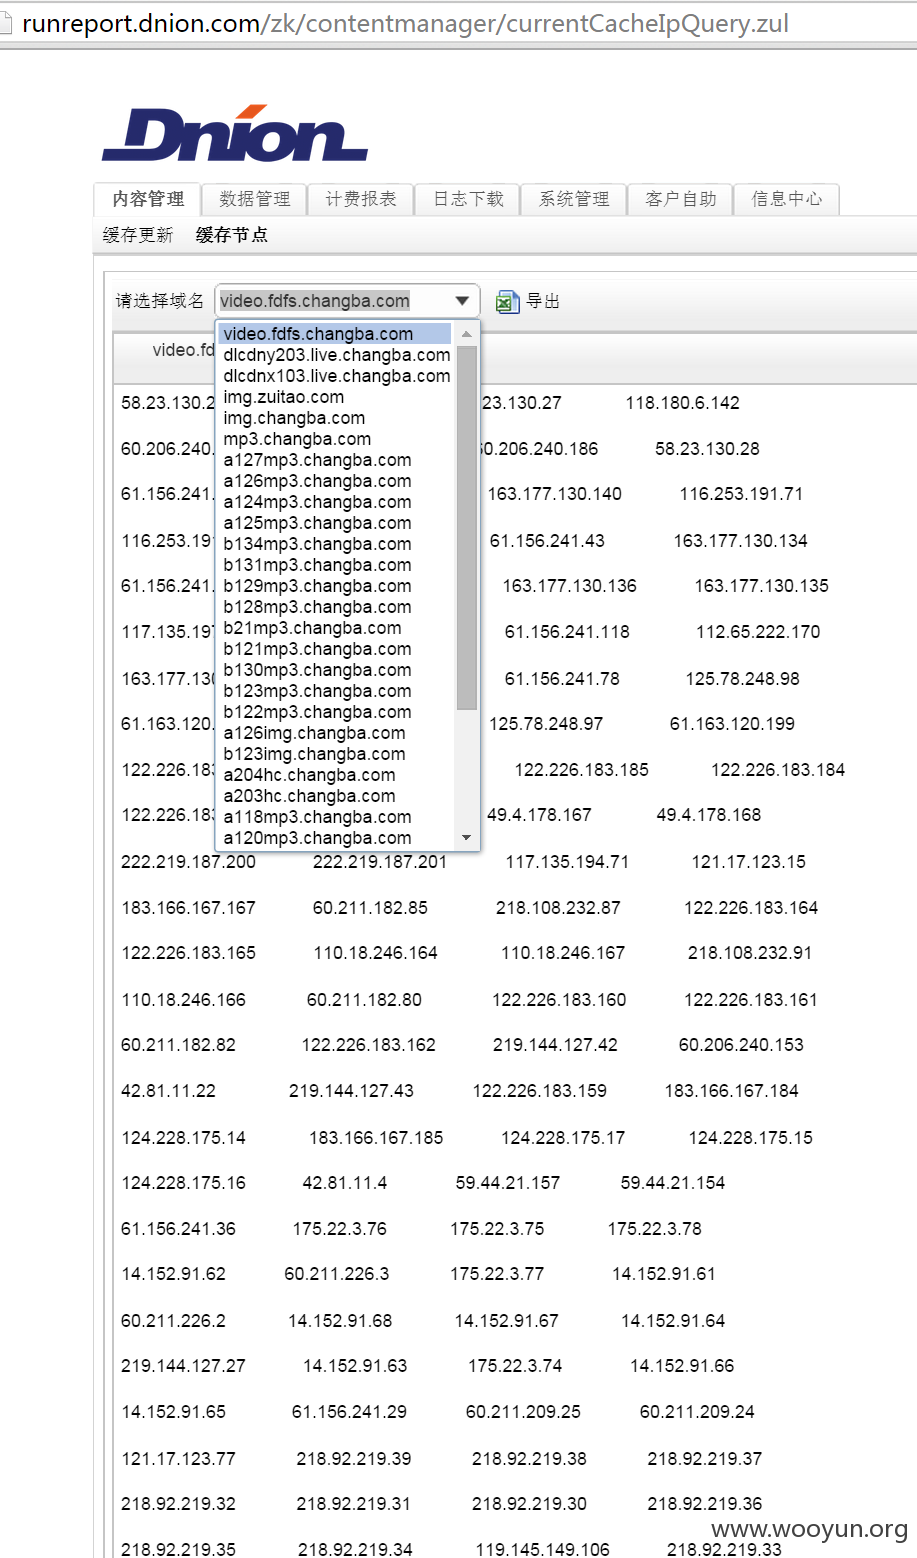 runreport.dnion.com/zk/contentmanager/currentCacheIpQuery.zul
Dnion
内容管理 数据管理 计费报表 日志下载 系统管理 客户自助 信息中心
缓存更新 缓存节点
请选择域名 video.fdfs.changba.com 导出
video.fd
video.fdfs.changba.com
dlcdny203.live.changba.com
dlcdnx103.live.changba.com
img.zuitao.com
img.changba.com
mp3.changba.com
a127mp3.changba.com
a126mp3.changba.com
a124mp3.changba.com
a125mp3.changba.com
b134mp3.changba.com
b131mp3.changba.com
b129mp3.changba.com
b128mp3.changba.com
b21mp3.changba.com
b121mp3.changba.com
b130mp3.changba.com
b123mp3.changba.com
b122mp3.changba.com
a126img.changba.com
b123img.changba.com
a204hc.changba.com
a203hc.changba.com
a118mp3.changba.com
a120mp3.changba.com
58.23.130.2 23.130.27 118.180.6.142
60.206.240. 60.206.240.186 58.23.130.28
61.156.241. 163.177.130.140 116.253.191.71
116.253.19 61.156.241.43 163.177.130.134
61.156.241. 163.177.130.136 163.177.130.135
117.135.197 61.156.241.118 112.65.222.170
163.177.130 61.156.241.78 125.78.248.98
61.163.120. 125.78.248.97 61.163.120.199
122.226.183 122.226.183.185 122.226.183.184
122.226.183 49.4.178.167 49.4.178.168
222.219.187.200 222.219.187.201 117.135.194.71 121.17.123.15
183.166.167.167 60.211.182.85 218.108.232.87 122.226.183.164
122.226.183.165 110.18.246.164 110.18.246.167 218.108.232.91
110.18.246.166 60.211.182.80 122.226.183.160 122.226.183.161
60.211.182.82 122.226.183.162 219.144.127.42 60.206.240.153
42.81.11.22 219.144.127.43 122.226.183.159 183.166.167.184
124.228.175.14 183.166.167.185 124.228.175.17 124.228.175.15
124.228.175.16 42.81.11.4 59.44.21.157 59.44.21.154
61.156.241.36 175.22.3.76 175.22.3.75 175.22.3.78
14.152.91.62 60.211.226.3 175.22.3.77 14.152.91.61
60.211.226.2 14.152.91.68 14.152.91.67 14.152.91.64
219.144.127.27 14.152.91.63 175.22.3.74 14.152.91.66
14.152.91.65 61.156.241.29 60.211.209.25 60.211.209.24
121.17.123.77 218.92.219.39 218.92.219.38 218.92.219.37
218.92.219.32 218.92.219.31 218.92.219.30 218.92.219.36
218.92.219.35 218.92.219.34 119.145.149.106 218.92.219.33
www.wooyun.org